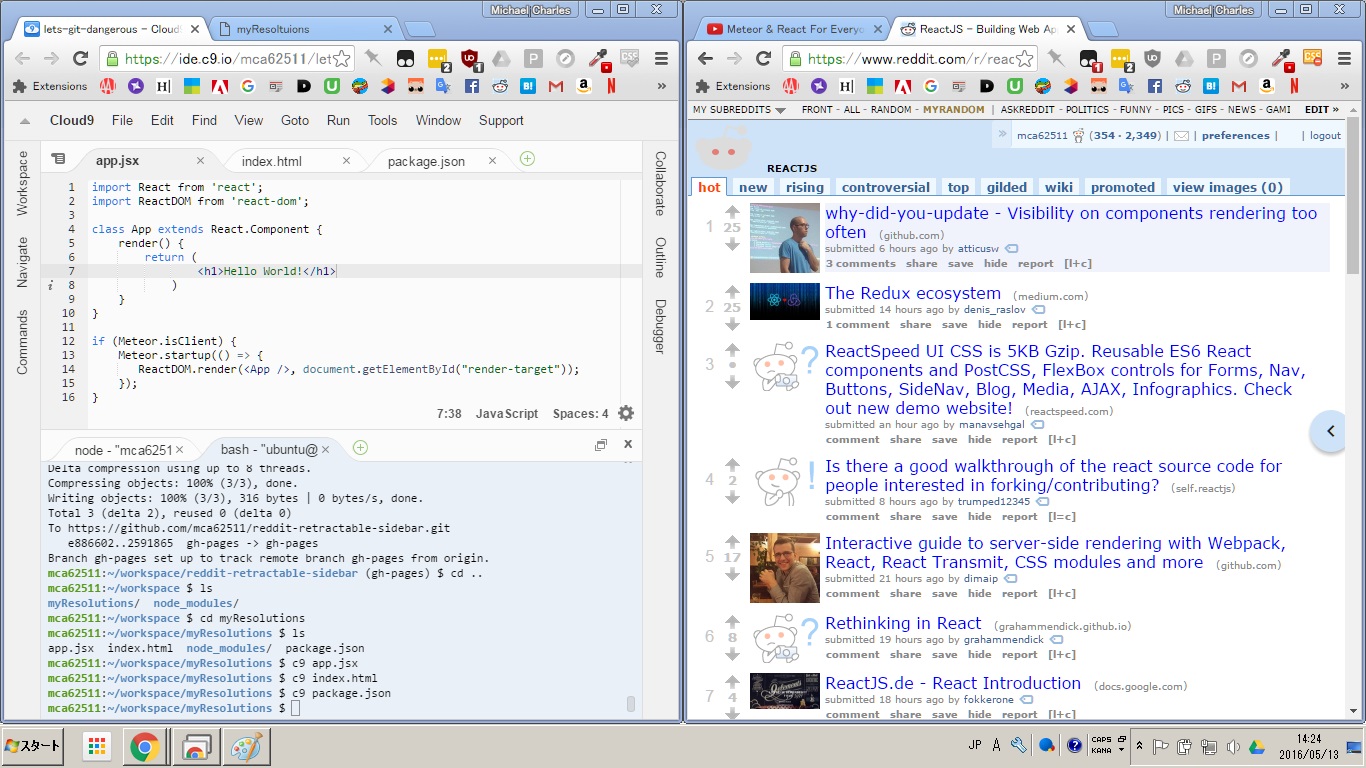 Michael Charles
lets-git-dangerous – Cloud9
myResoltuions
https://ide.c9.io/mca62511/let
Extensions
Cloud9 File Edit Find View Goto Run Tools Window Support
Workspace
Navigate
Commands
app.jsx
index.html
package.json
1 import React from 'react';
2 import ReactDOM from 'react-dom';
3
4 class App extends React.Component {
5 render() {
6 return (
7 <h1>Hello World!</h1>
8 )
9 }
10 }
11
12 if (Meteor.isClient) {
13 Meteor.startup(() => {
14 ReactDOM.render(<App />, document.getElementById("render-target"));
15 });
16 }
7:38 JavaScript Spaces: 4
Collaborate
Outline
Debugger
node - "mca6251
bash - "ubuntu@
Delta compression using up to 8 threads.
Compressing objects: 100% (3/3), done.
Writing objects: 100% (3/3), 316 bytes | 0 bytes/s, done.
Total 3 (delta 2), reused 0 (delta 0)
To https://github.com/mca62511/reddit-retractable-sidebar.git
e886602..2591865 gh-pages -> gh-pages
Branch gh-pages set up to track remote branch gh-pages from origin.
mca62511:~/workspace/reddit-retractable-sidebar (gh-pages) $ cd ..
mca62511:~/workspace $ ls
myResolutions/ node_modules/
mca62511:~/workspace $ cd myResolutions
mca62511:~/workspace/myResolutions $ ls
app.jsx index.html node_modules/ package.json
mca62511:~/workspace/myResolutions $ c9 app.jsx
mca62511:~/workspace/myResolutions $ c9 index.html
mca62511:~/workspace/myResolutions $ c9 package.json
mca62511:~/workspace/myResolutions $
Michael Charles
Meteor & React For Everyo
ReactJS – Building Web Ap
https://www.reddit.com/r/reac
Extensions
MY SUBREDDITS FRONT - ALL - RANDOM - MYRANDOM | ASKREDDIT - POLITICS - FUNNY - PICS - GIFS - NEWS - GAMI EDIT »
mca62511 (354 · 2,349) | | preferences | | logout
REACTJS
hot new rising controversial top gilded wiki promoted view images (0)
1
25
why-did-you-update - Visibility on components rendering too
often (github.com)
submitted 6 hours ago by atticusw
3 comments share save hide report [l+c]
2
25
The Redux ecosystem (medium.com)
submitted 14 hours ago by denis_raslov
1 comment share save hide report [l+c]
3
•
ReactSpeed UI CSS is 5KB Gzip. Reusable ES6 React
components and PostCSS, FlexBox controls for Forms, Nav,
Buttons, SideNav, Blog, Media, AJAX, Infographics. Check
out new demo website! (reactspeed.com)
submitted an hour ago by manavsehgal
comment share save hide report [l+c]
4
2
Is there a good walkthrough of the react source code for
people interested in forking/contributing? (self.reactjs)
submitted 8 hours ago by trumped12345
comment share save hide report [l=c]
5
17
Interactive guide to server-side rendering with Webpack,
React, React Transmit, CSS modules and more (github.com)
submitted 21 hours ago by dimaip
comment share save hide report [l+c]
6
8
Rethinking in React (grahammendick.github.io)
submitted 19 hours ago by grahammendick
comment share save hide report [l+c]
7
4
ReactJS.de - React Introduction (docs.google.com)
submitted 18 hours ago by fokkerone
comment share save hide report [l+c]
スタート
JP A CAPS
KANA
14:24
2016/05/13